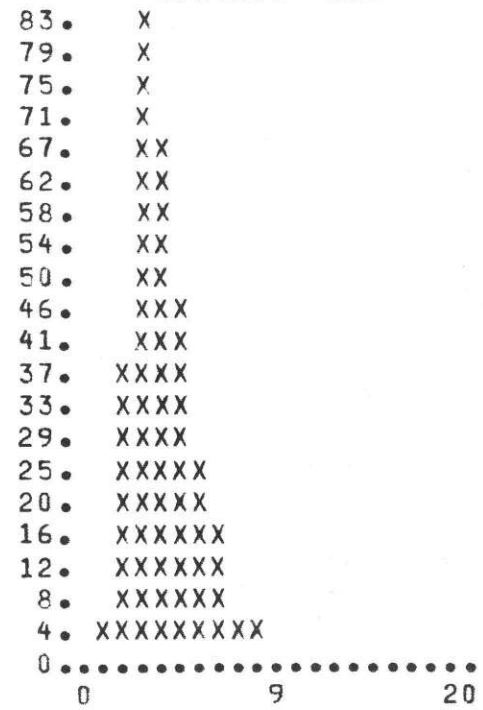 83. X
79. X
75. X
71. X
67. XX
62. XX
58. XX
54. XX
50. XX
46. XXX
41. XXX
37. XXXX
33. XXXX
29. XXXX
25. XXXXX
20. XXXXX
16. XXXXXX
12. XXXXXX
8. XXXXXX
4. XXXXXXXXX
0.......................
0 9 20